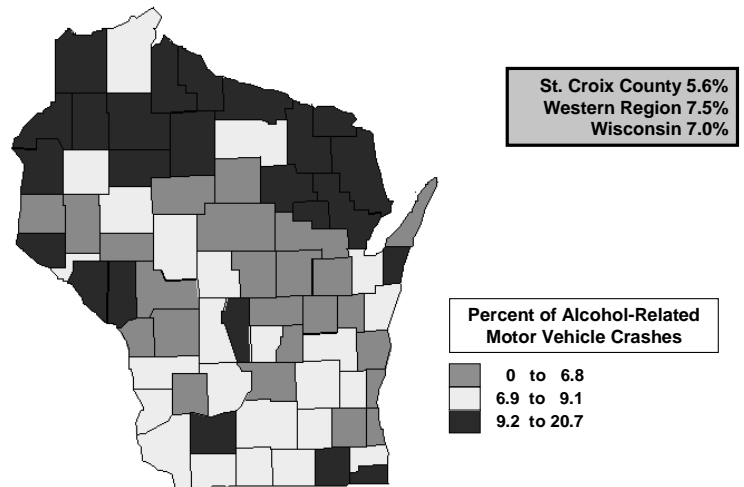 St. Croix County 5.6%
Western Region 7.5%
Wisconsin 7.0%
Percent of Alcohol-Related
Motor Vehicle Crashes
0 to 6.8
6.9 to 9.1
9.2 to 20.7